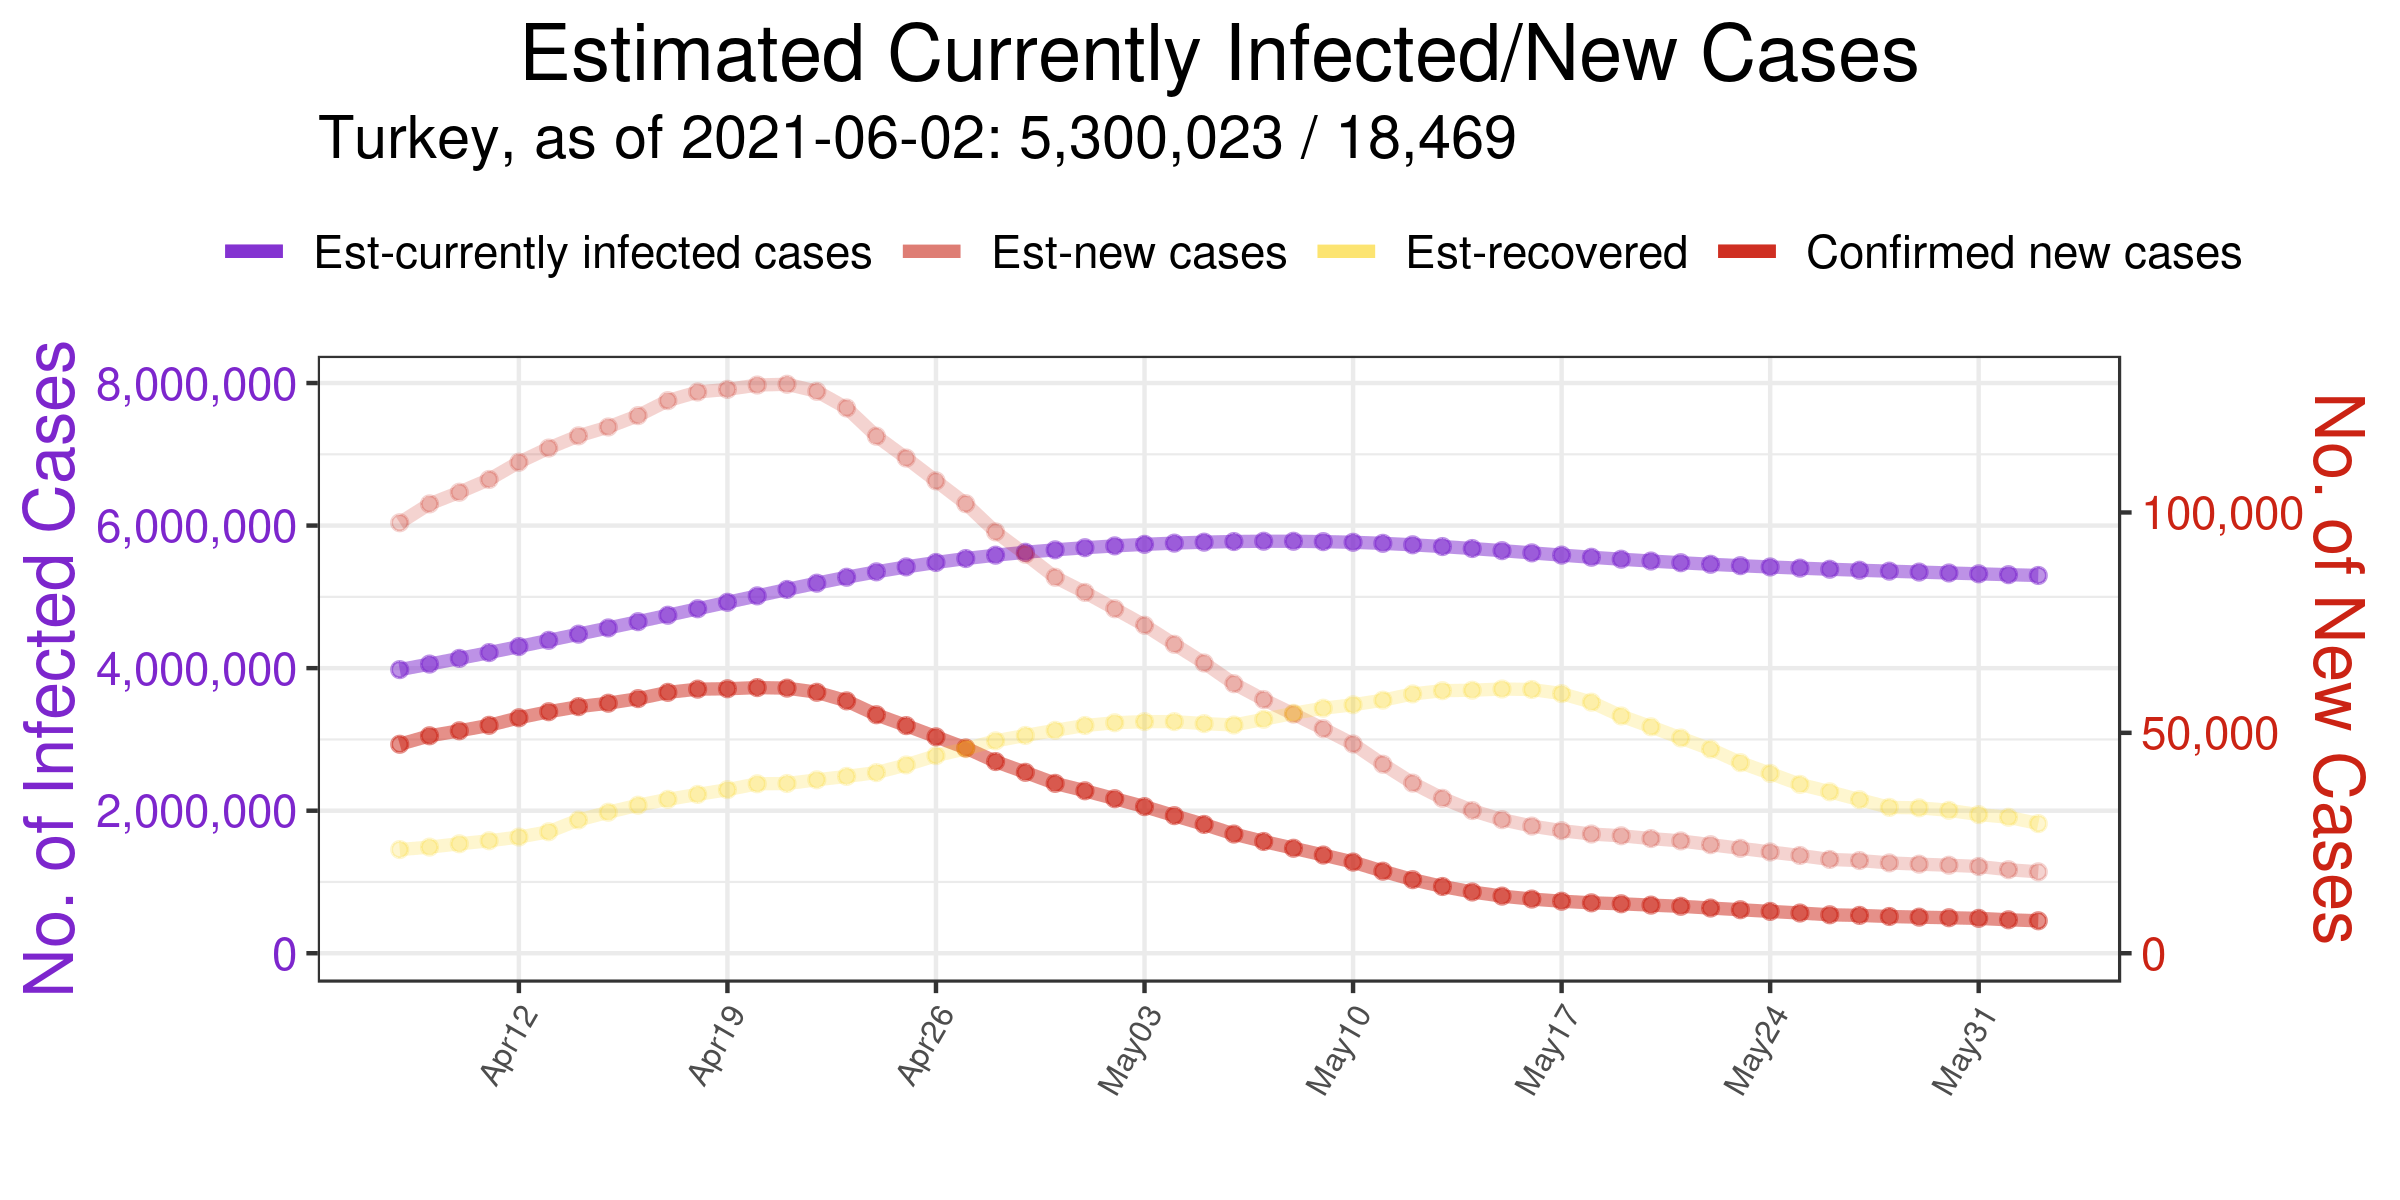 Estimated Currently Infected/New Cases
Turkey, as of 2021-06-02: 5,300,023 / 18,469
Est-currently infected cases Est-new cases Est-recovered Confirmed new cases
No. of Infected Cases
8,000,000
6,000,000
4,000,000
2,000,000
0
No. of New Cases
100,000
50,000
0
Apr12 Apr19 Apr26 May03 May10 May17 May24 May31